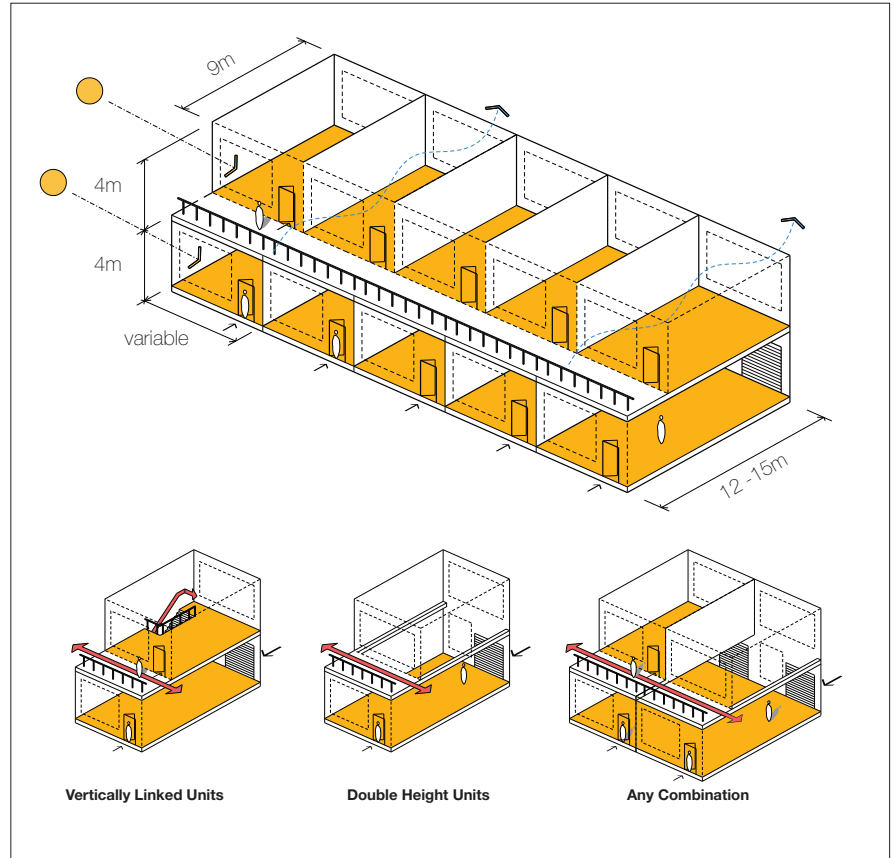 9m
4m
4m
variable
12 -15m
Vertically Linked Units
Double Height Units
Any Combination